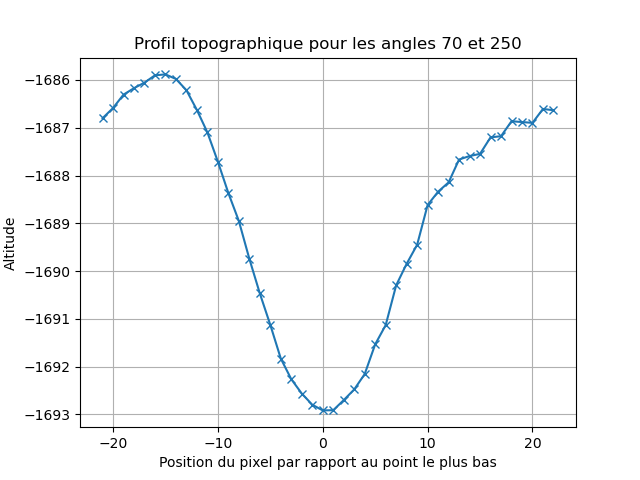 Profil topographique pour les angles 70 et 250
−1686
−1687
−1688
−1689
−1690
−1691
−1692
−1693
Altitude
−20 −10 0 10 20
Position du pixel par rapport au point le plus bas